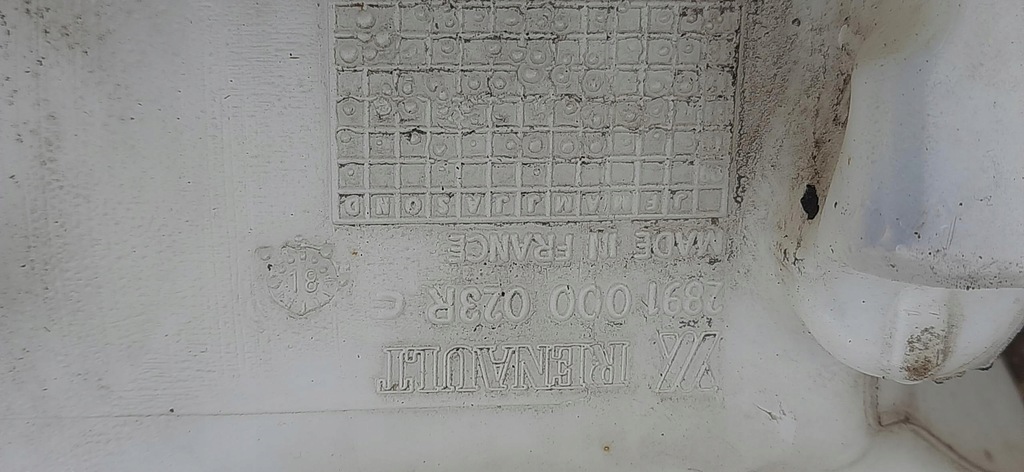 RENAULT
2891 000 023R
MADE IN FRANCE
18
J F M A M J J A S O N D